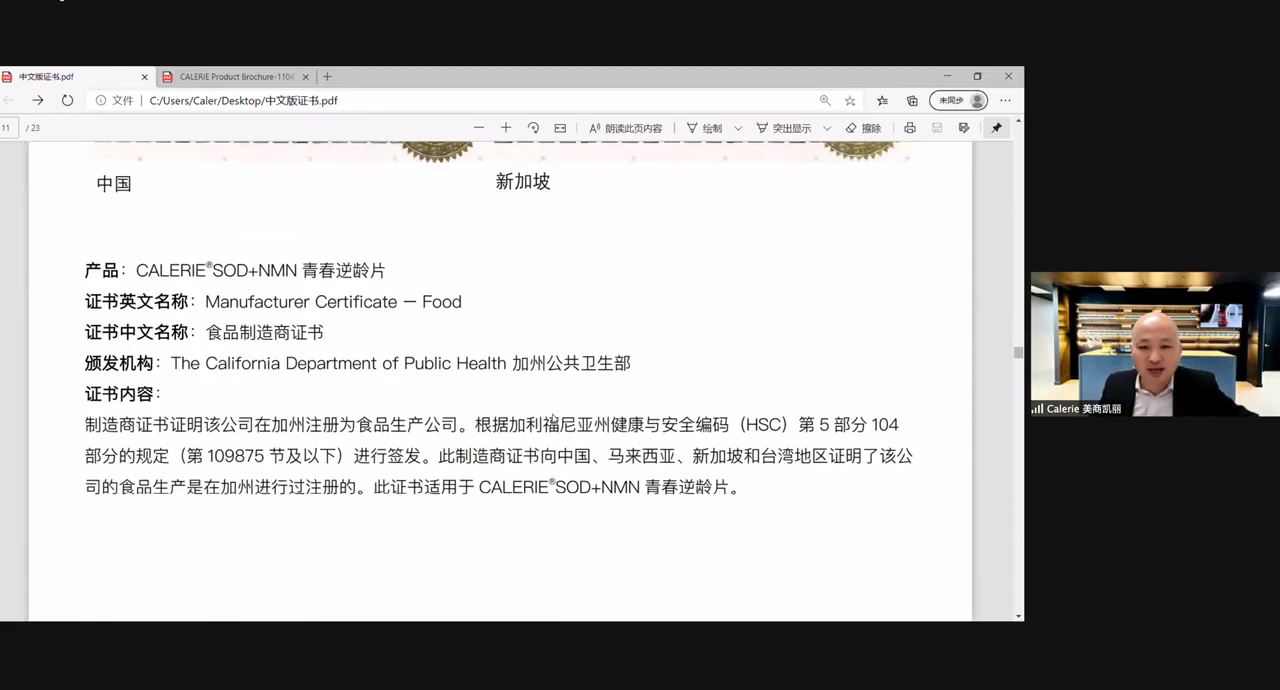 中文版证书.pdf
CALERIE Product Brochure-110
文件
C:/Users/Caler/Desktop/中文版证书.pdf
未同步
11 / 23
朗读此页内容
绘制
突出显示
擦除
中国
新加坡
产品：CALERIE®SOD+NMN 青春逆龄片
证书英文名称：Manufacturer Certificate — Food
证书中文名称：食品制造商证书
颁发机构：The California Department of Public Health 加州公共卫生部
证书内容：
制造商证书证明该公司在加州注册为食品生产公司。根据加利福尼亚州健康与安全编码（HSC）第 5 部分 104
部分的规定（第 109875 节及以下）进行签发。此制造商证书向中国、马来西亚、新加坡和台湾地区证明了该公
司的食品生产是在加州进行过注册的。此证书适用于 CALERIE®SOD+NMN 青春逆龄片。
Calerie 美商凯丽